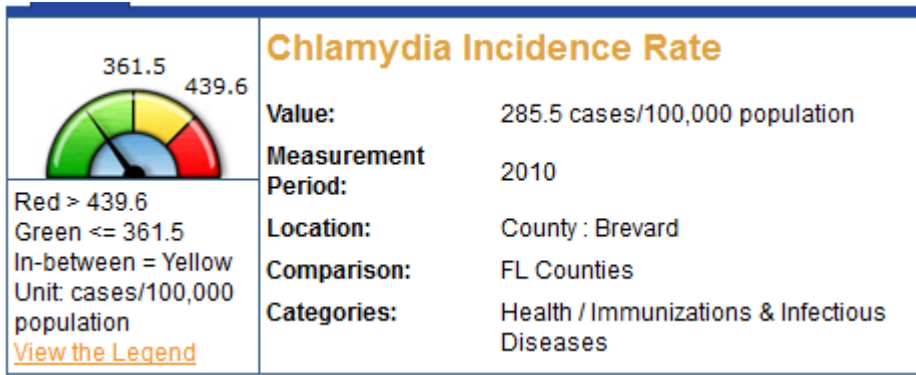 361.5
439.6
Red > 439.6
Green <= 361.5
In-between = Yellow
Unit: cases/100,000
population
View the Legend
Chlamydia Incidence Rate
Value: 285.5 cases/100,000 population
Measurement
Period: 2010
Location: County : Brevard
Comparison: FL Counties
Categories: Health / Immunizations & Infectious
Diseases